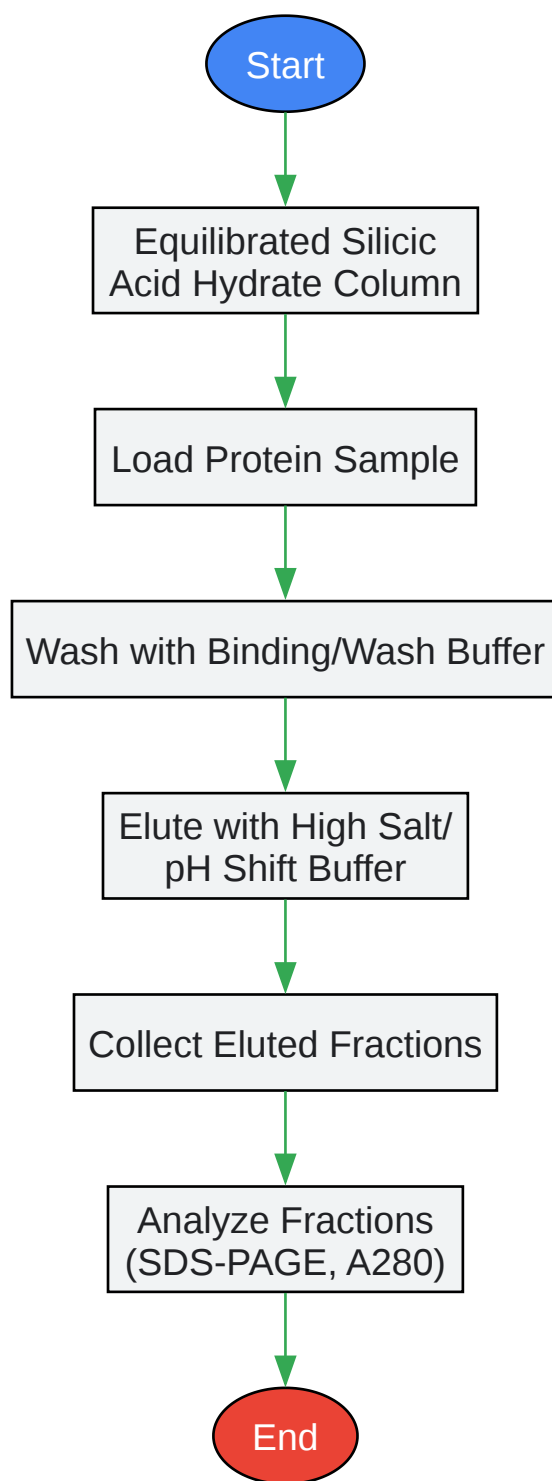 Start
Equilibrated Silicic
Acid Hydrate Column
Load Protein Sample
Wash with Binding/Wash Buffer
Elute with High Salt/
pH Shift Buffer
Collect Eluted Fractions
Analyze Fractions
(SDS-PAGE, A280)
End